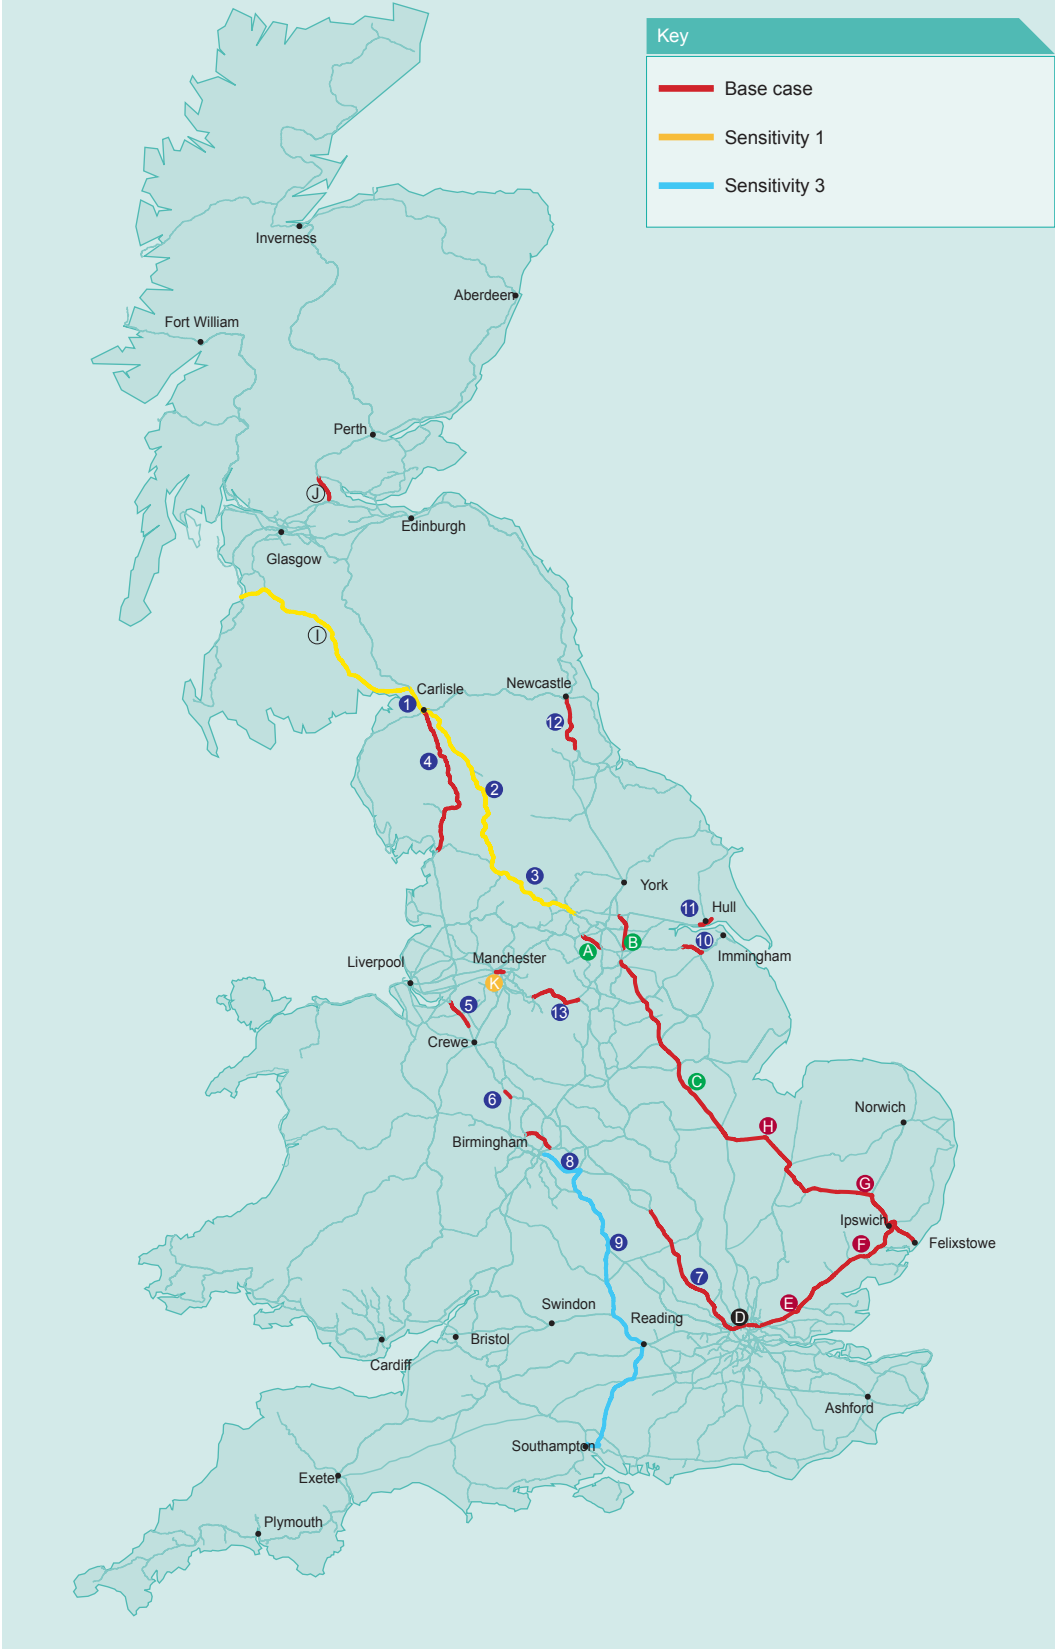 Key
Base case
Sensitivity 1
Sensitivity 3
Inverness
Aberdeen
Fort William
Perth
J
Edinburgh
Glasgow
I
Newcastle
Carlisle
1
12
4
2
3
York
11
Hull
B
10
A
Immingham
Manchester
Liverpool
K
5
13
Crewe
C
6
Norwich
H
Birmingham
8
G
Ipswich
9
F
Felixstowe
7
E
Swindon
D
Reading
Bristol
Cardiff
Ashford
Southampton
Exeter
Plymouth